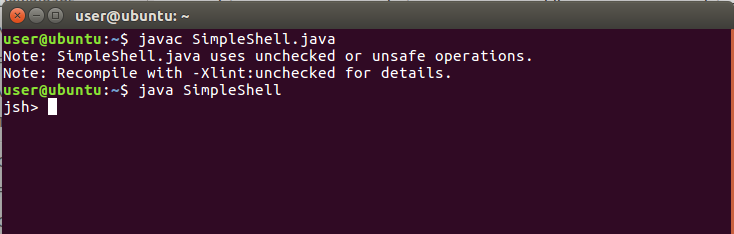 user@ubuntu: ~
user@ubuntu:~$ javac SimpleShell.java
Note: SimpleShell.java uses unchecked or unsafe operations.
Note: Recompile with -Xlint:unchecked for details.
user@ubuntu:~$ java SimpleShell
jsh>